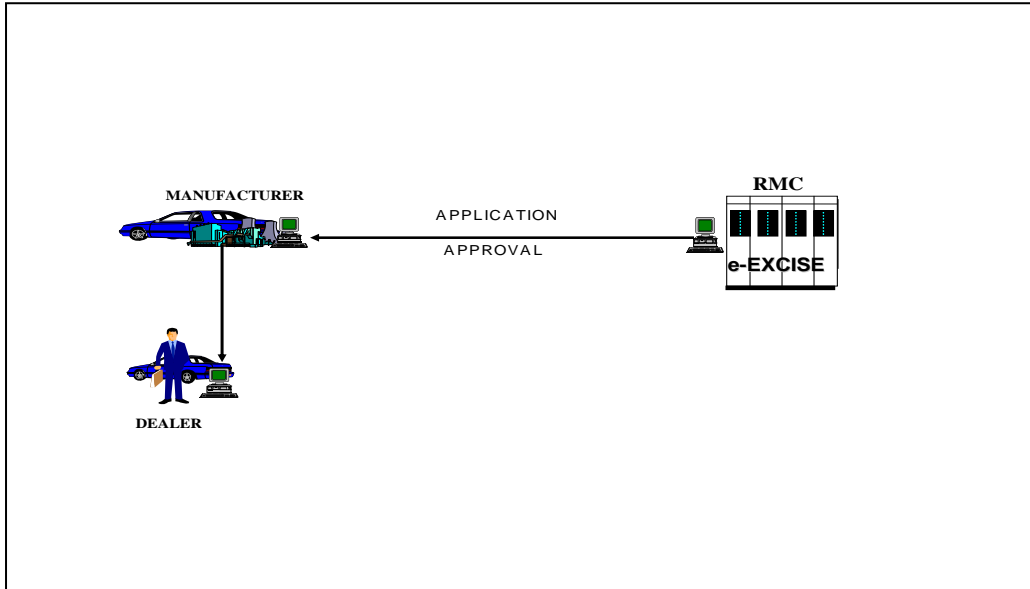 MANUFACTURER
RMC
APPLICATION
APPROVAL
e-EXCISE
DEALER